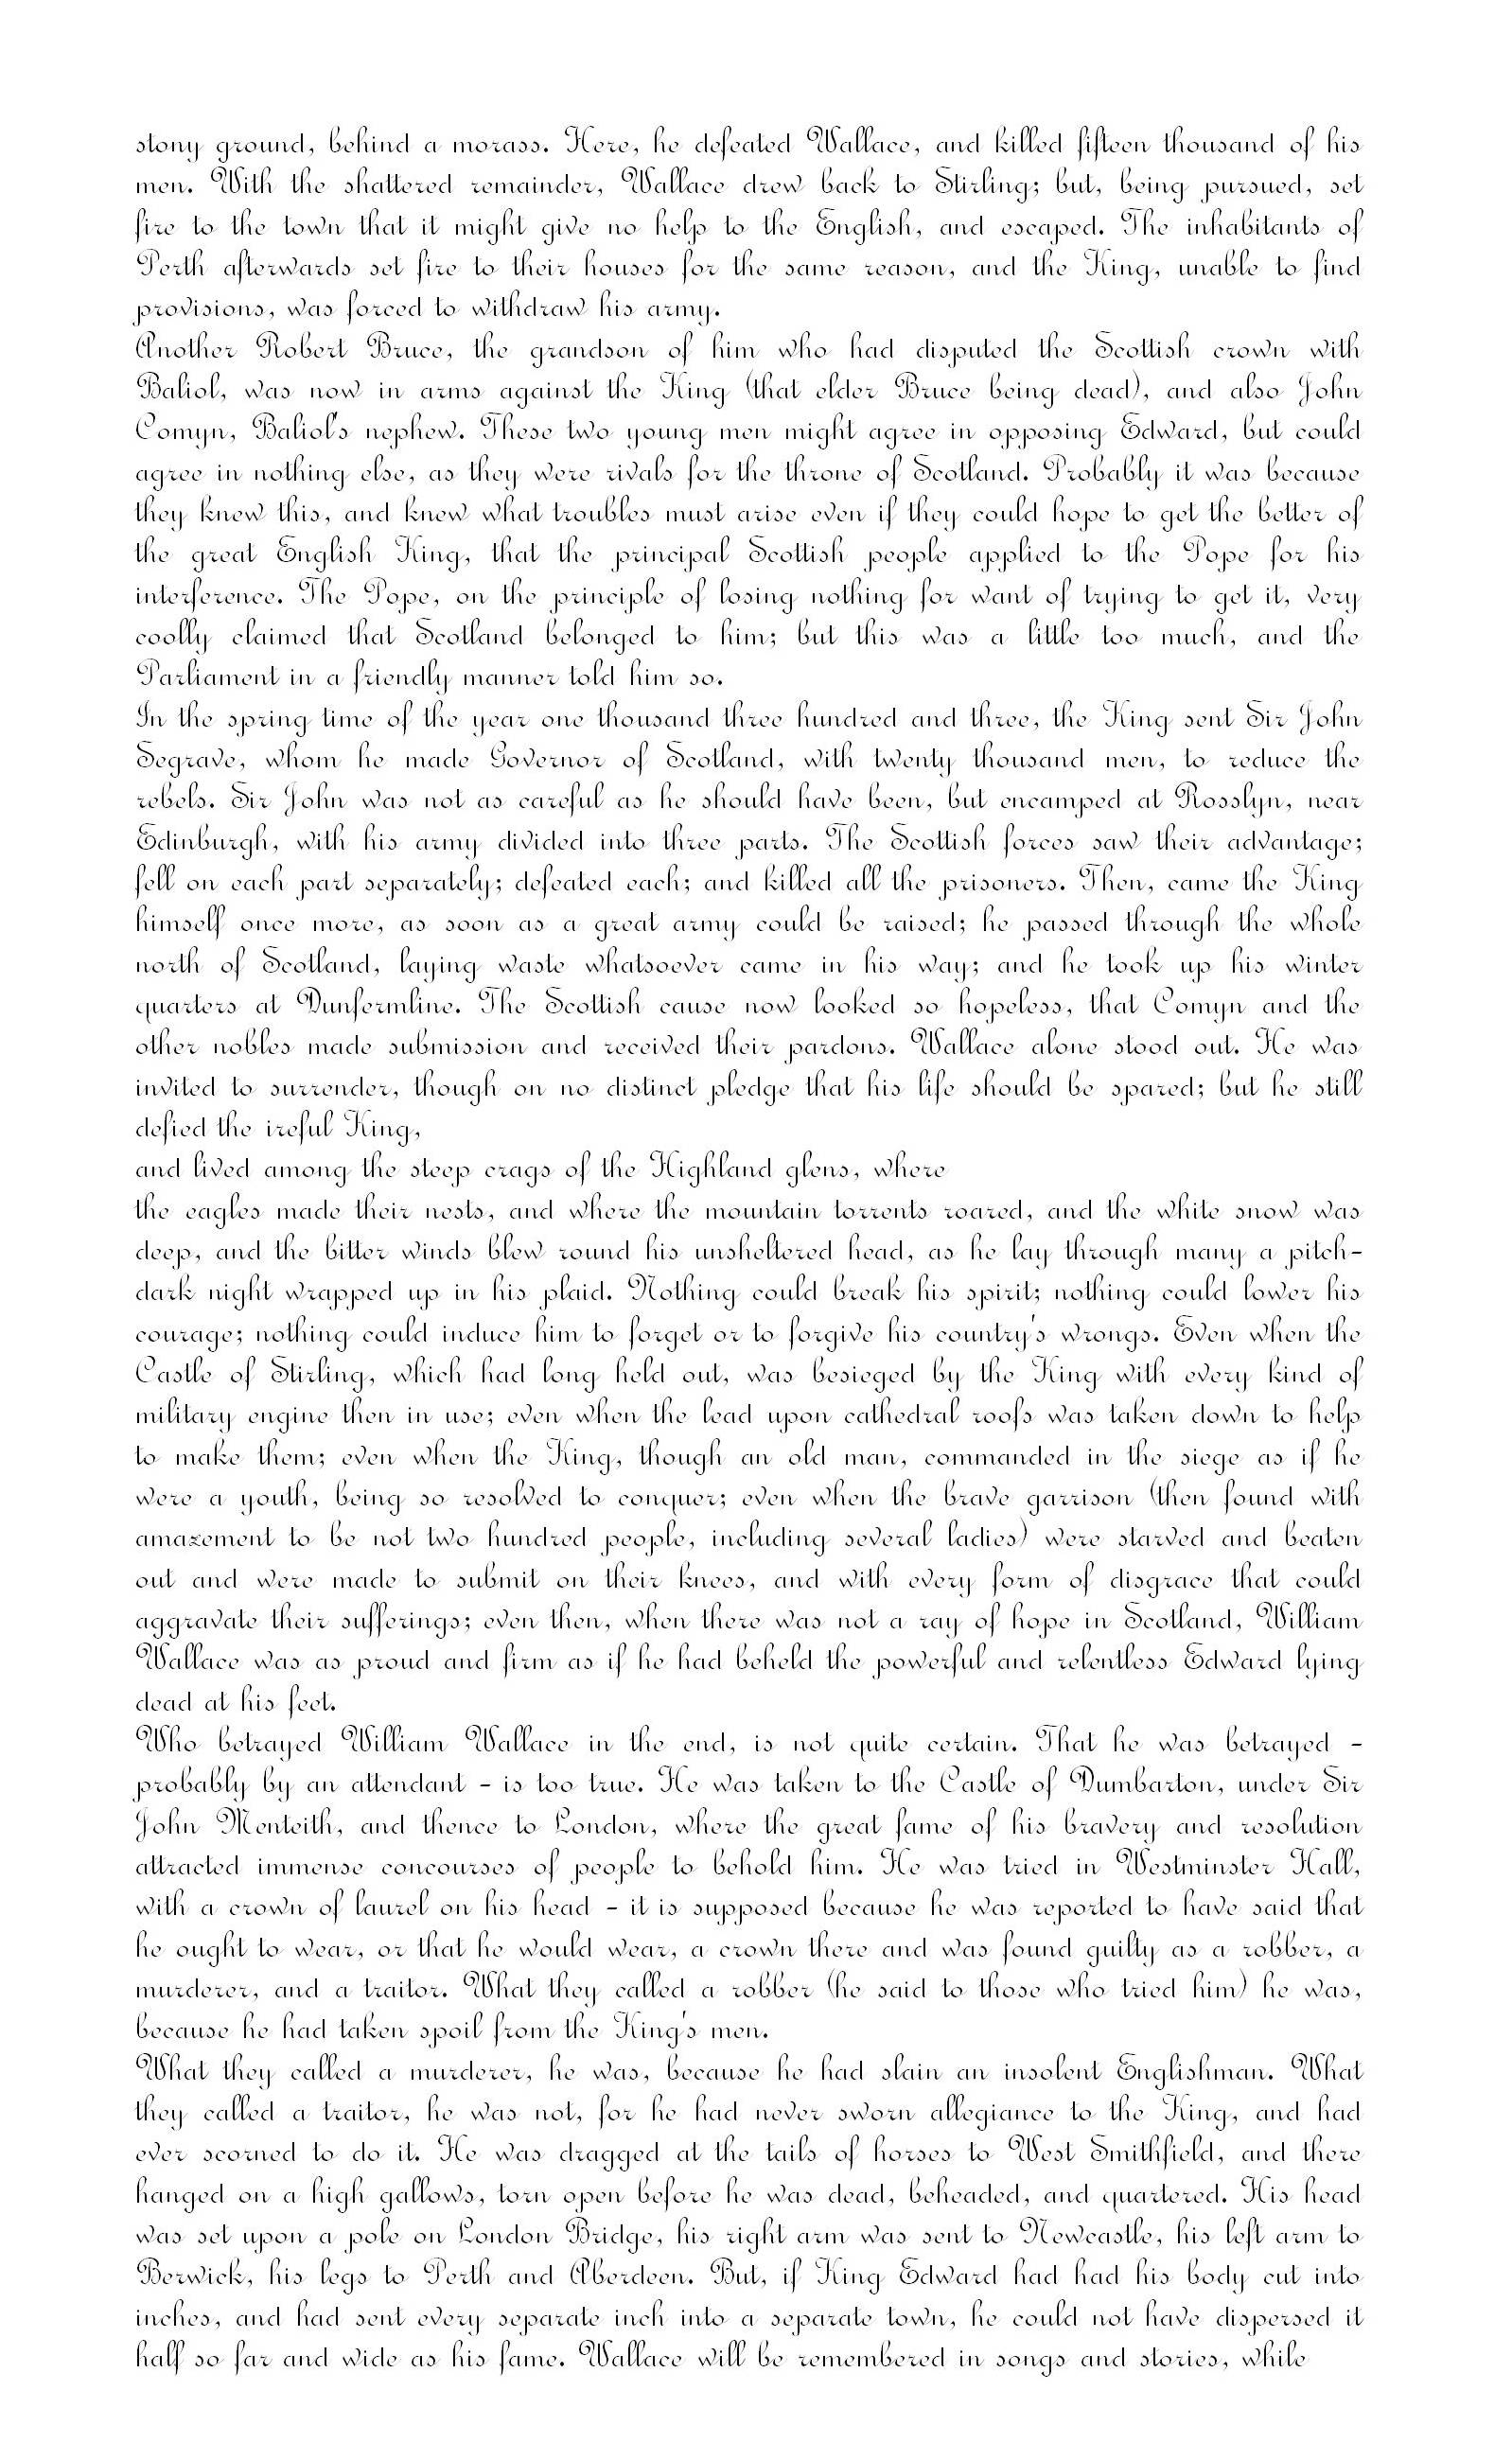 stony ground, behind a morass. Here, he defeated Wallace, and killed fifteen thousand of his
men. With the shattered remainder, Wallace drew back to Stirling; but, being pursued, set
fire to the town that it might give no help to the English, and escaped. The inhabitants of
Perth afterwards set fire to their houses for the same reason, and the King, unable to find
provisions, was forced to withdraw his army.
Another Robert Bruce, the grandson of him who had disputed the Scottish crown with
Baliol, was now in arms against the King (that elder Bruce being dead), and also John
Comyn, Baliol's nephew. These two young men might agree in opposing Edward, but could
agree in nothing else, as they were rivals for the throne of Scotland. Probably it was because
they knew this, and knew what troubles must arise even if they could hope to get the better of
the great English King, that the principal Scottish people applied to the Pope for his
interference. The Pope, on the principle of losing nothing for want of trying to get it, very
coolly claimed that Scotland belonged to him; but this was a little too much, and the
Parliament in a friendly manner told him so.
In the spring time of the year one thousand three hundred and three, the King sent Sir John
Segrave, whom he made Governor of Scotland, with twenty thousand men, to reduce the
rebels. Sir John was not as careful as he should have been, but encamped at Rosslyn, near
Edinburgh, with his army divided into three parts. The Scottish forces saw their advantage;
fell on each part separately; defeated each; and killed all the prisoners. Then, came the King
himself once more, as soon as a great army could be raised; he passed through the whole
north of Scotland, laying waste whatsoever came in his way; and he took up his winter
quarters at Dunfermline. The Scottish cause now looked so hopeless, that Comyn and the
other nobles made submission and received their pardons. Wallace alone stood out. He was
invited to surrender, though on no distinct pledge that his life should be spared; but he still
defied the ireful King,
and lived among the steep crags of the Highland glens, where
the eagles made their nests, and where the mountain torrents roared, and the white snow was
deep, and the bitter winds blew round his unsheltered head, as he lay through many a pitch-
dark night wrapped up in his plaid. Nothing could break his spirit; nothing could lower his
courage; nothing could induce him to forget or to forgive his country's wrongs. Even when the
Castle of Stirling, which had long held out, was besieged by the King with every kind of
military engine then in use; even when the lead upon cathedral roofs was taken down to help
to make them; even when the King, though an old man, commanded in the siege as if he
were a youth, being so resolved to conquer; even when the brave garrison (then found with
amazement to be not two hundred people, including several ladies) were starved and beaten
out and were made to submit on their knees, and with every form of disgrace that could
aggravate their sufferings; even then, when there was not a ray of hope in Scotland, William
Wallace was as proud and firm as if he had beheld the powerful and relentless Edward lying
dead at his feet.
Who betrayed William Wallace in the end, is not quite certain. That he was betrayed -
probably by an attendant - is too true. He was taken to the Castle of Dumbarton, under Sir
John Menteith, and thence to London, where the great fame of his bravery and resolution
attracted immense concourses of people to behold him. He was tried in Westminster Hall,
with a crown of laurel on his head - it is supposed because he was reported to have said that
he ought to wear, or that he would wear, a crown there and was found guilty as a robber, a
murderer, and a traitor. What they called a robber (he said to those who tried him) he was,
because he had taken spoil from the King's men.
What they called a murderer, he was, because he had slain an insolent Englishman. What
they called a traitor, he was not, for he had never sworn allegiance to the King, and had
ever scorned to do it. He was dragged at the tails of horses to West Smithfield, and there
hanged on a high gallows, torn open before he was dead, beheaded, and quartered. His head
was set upon a pole on London Bridge, his right arm was sent to Newcastle, his left arm to
Berwick, his legs to Perth and Aberdeen. But, if King Edward had had his body cut into
inches, and had sent every separate inch into a separate town, he could not have dispersed it
half so far and wide as his fame. Wallace will be remembered in songs and stories, while